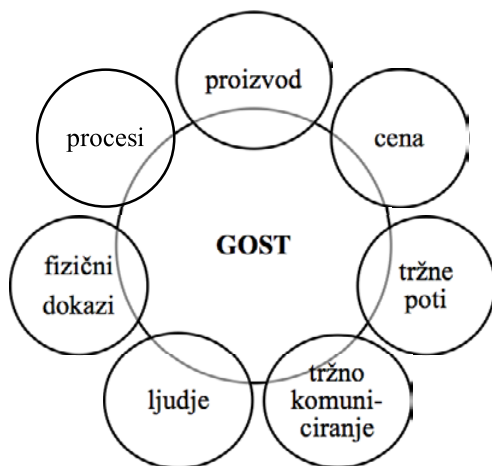 proizvod
procesi
cena
GOST
fizični
dokazi
tržne
poti
ljudje
tržno
komuni-
ciranje